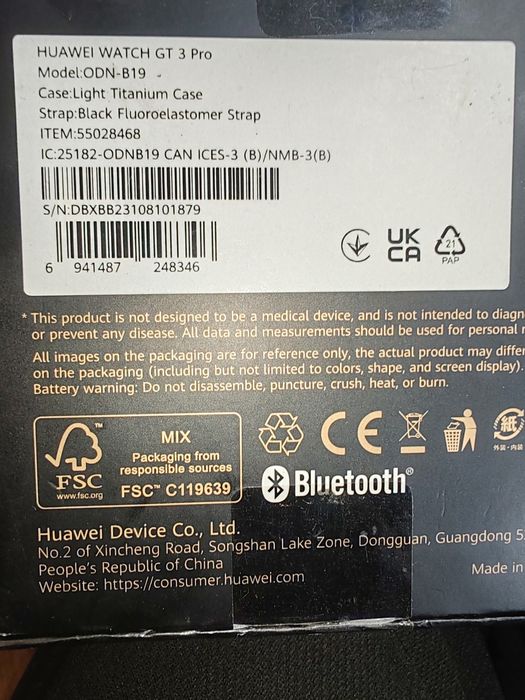 HUAWEI WATCH GT 3 Pro
Model:ODN-B19
Case:Light Titanium Case
Strap:Black Fluoroelastomer Strap
ITEM:55028468
IC:25182-ODNB19 CAN ICES-3 (B)/NMB-3(B)
S/N:DBXBB23108101879
6 941487 248346
UK
CA
21
PAP
* This product is not designed to be a medical device, and is not intended to diagn
or prevent any disease. All data and measurements should be used for personal r
All images on the packaging are for reference only, the actual product may differ
on the packaging (including but not limited to colors, shape, and screen display).
Battery warning: Do not disassemble, puncture, crush, heat, or burn.
FSC
www.fsc.org
MIX
Packaging from
responsible sources
FSC™ C119639
CE
紙
外装・内装
Bluetooth®
Huawei Device Co., Ltd.
No.2 of Xincheng Road, Songshan Lake Zone, Dongguan, Guangdong 5
People's Republic of China
Website: https://consumer.huawei.com
Made in